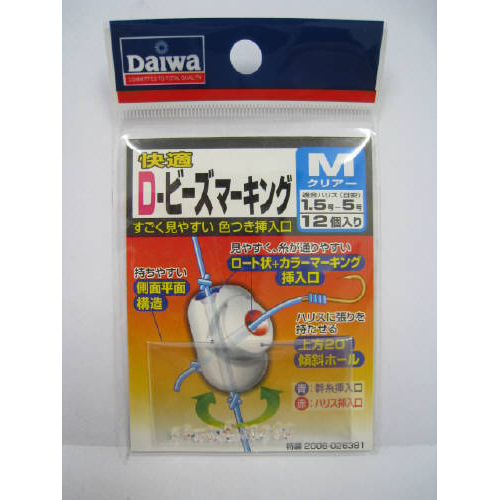 DAIWA
COMMITTED TO TOTAL QUALITY
快適
D-ビーズマーキング
すごく見やすい 色つき挿入口
M
クリアー
適合ハリス(目安)
1.5号-5号
12個入り
見やすく、糸が通りやすい
ロート状+カラーマーキング
挿入口
持ちやすい
側面平面
構造
ハリスに張りを
持たせる
上方20°
傾斜ホール
青:幹糸挿入口
赤:ハリス挿入口
特願 2006-026381